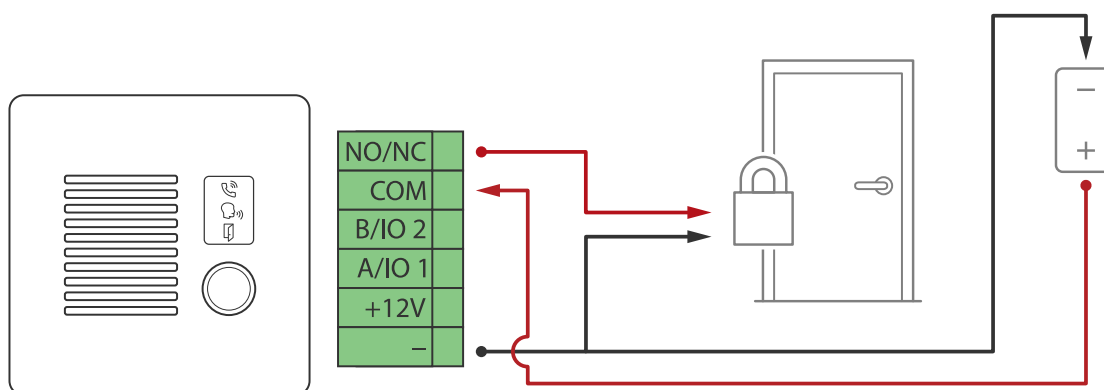 NO/NC
COM
B/IO 2
A/IO 1
+12V
–
−
+